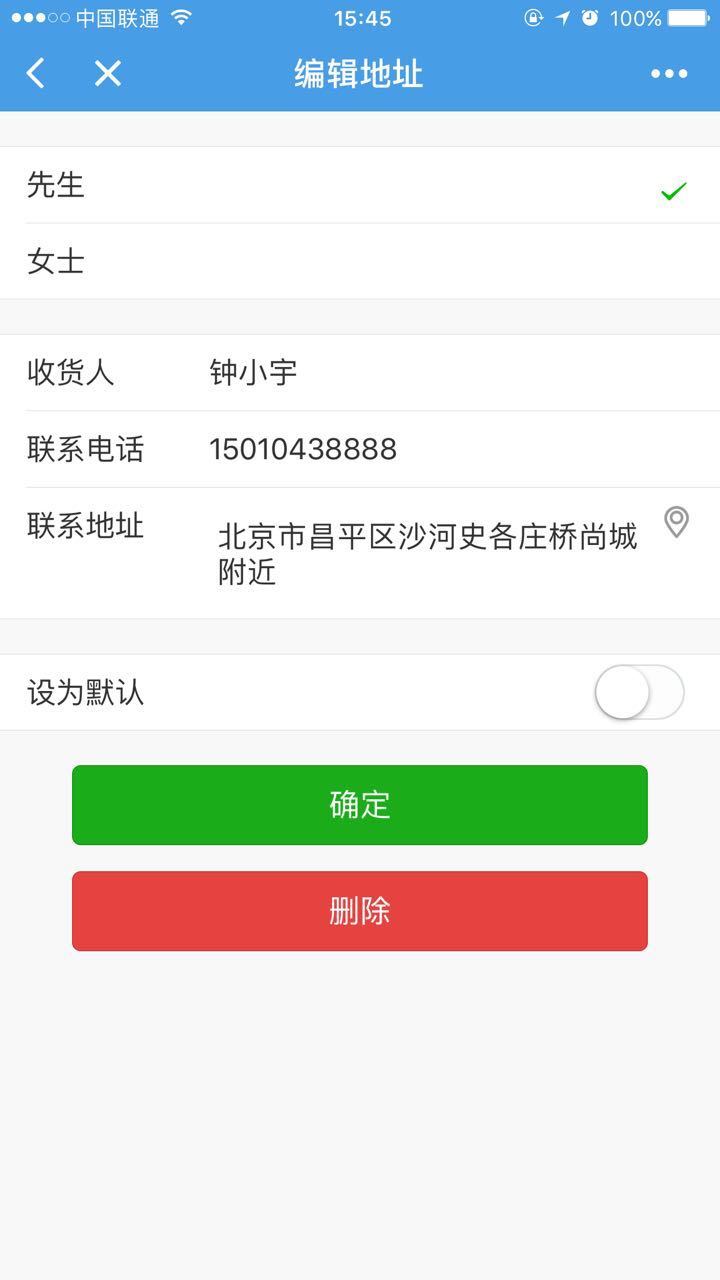 中国联通 15:45 100%
编辑地址
先生
女士
收货人 钟小宇
联系电话 15010438888
联系地址 北京市昌平区沙河史各庄桥尚城
附近
设为默认
确定
删除